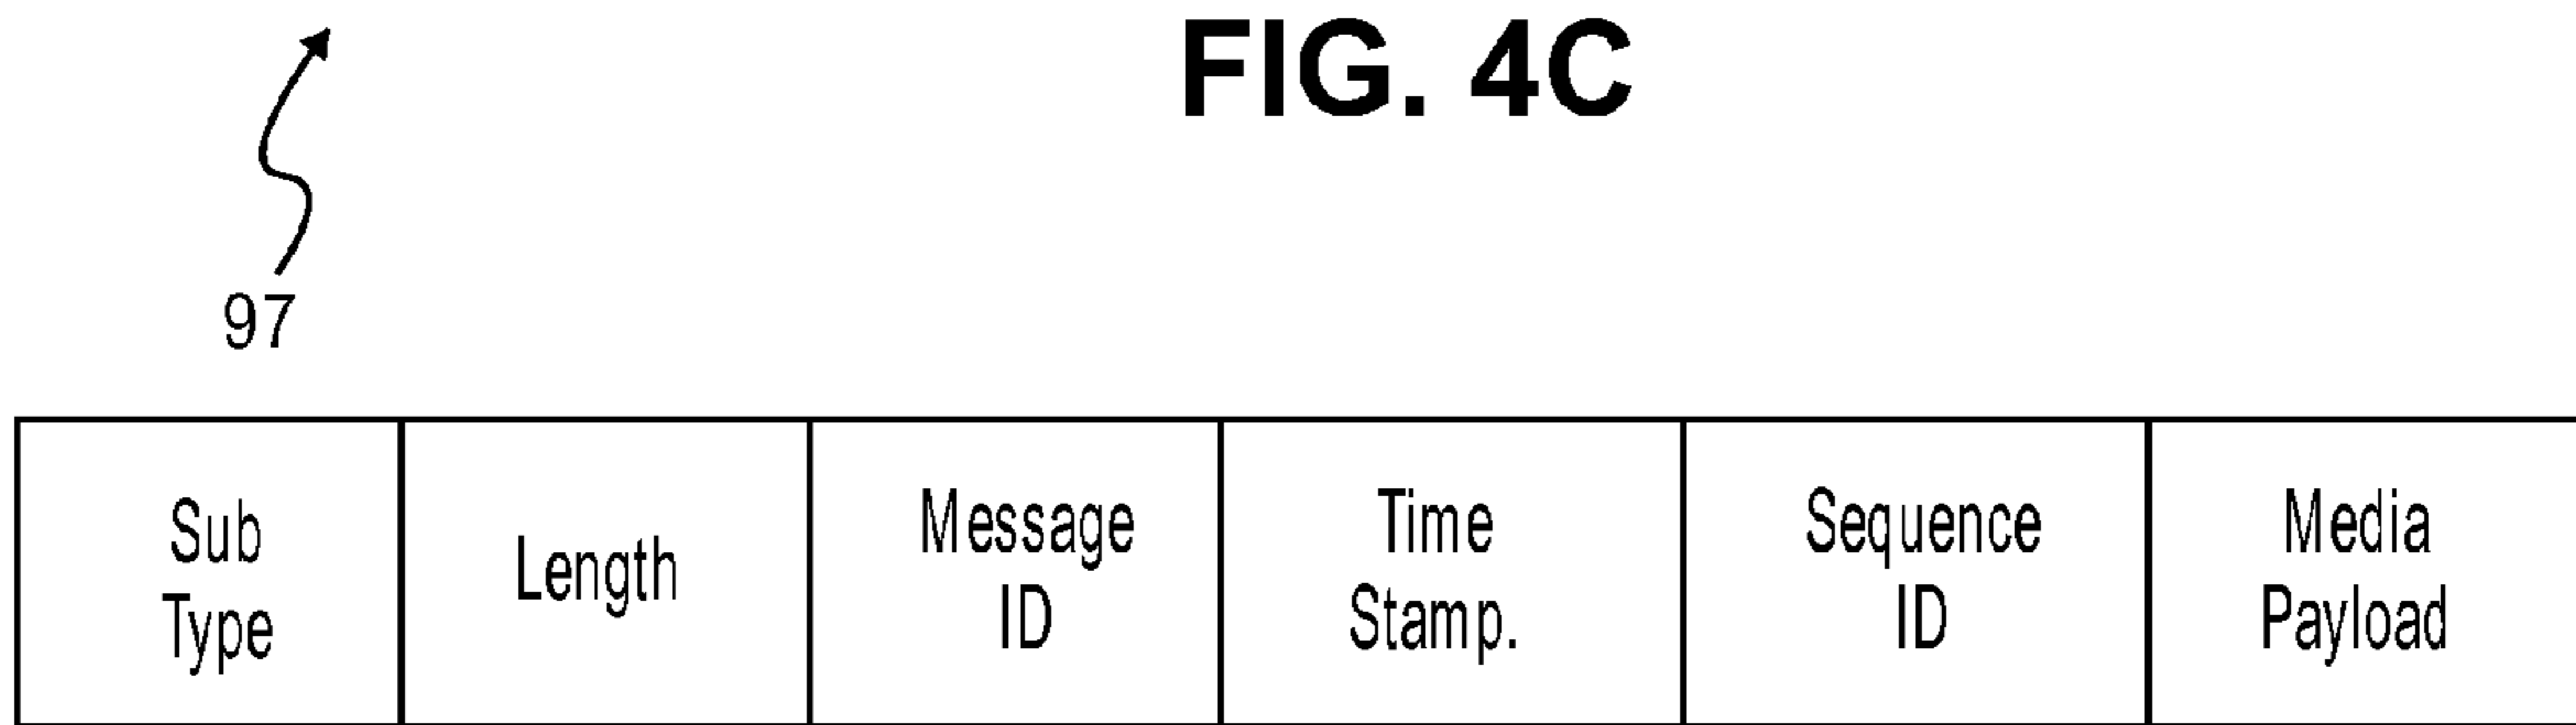 FIG. 4C
97
Sub
Type
Length
Message
ID
Time
Stamp.
Sequence
ID
Media
Payload